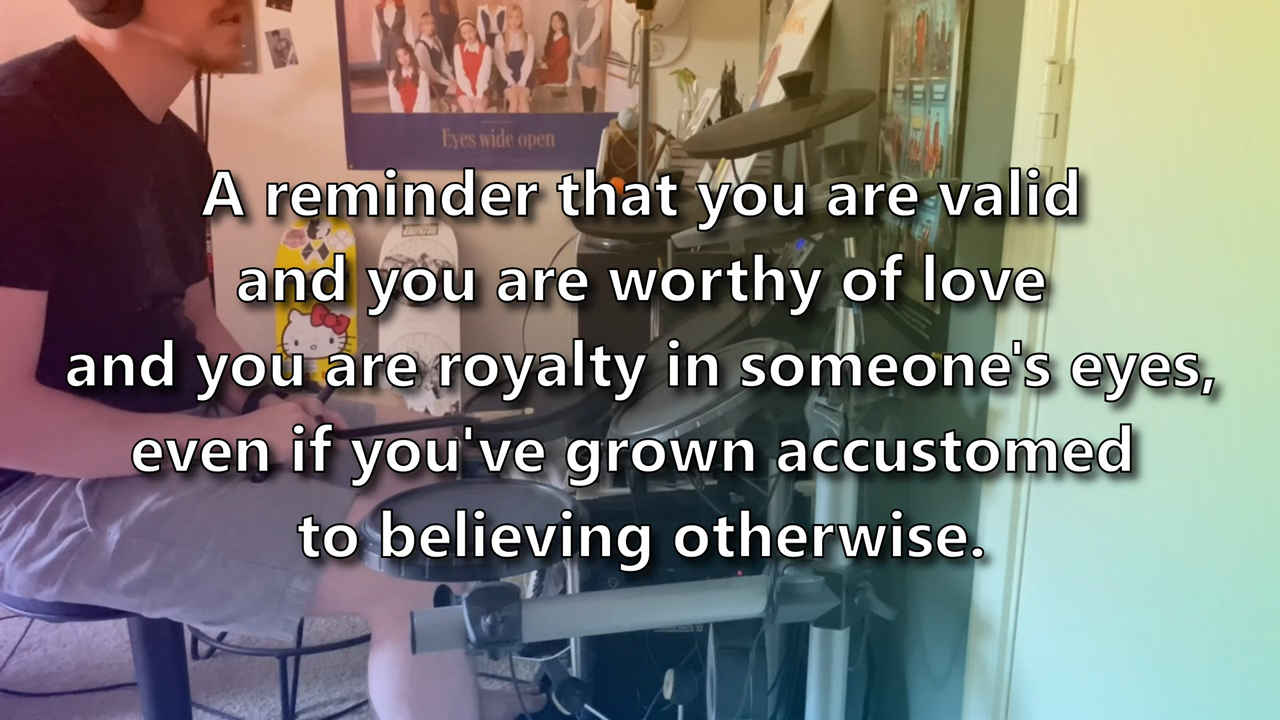 Eyes wide open
A reminder that you are valid
and you are worthy of love
and you are royalty in someone's eyes,
even if you've grown accustomed
to believing otherwise.